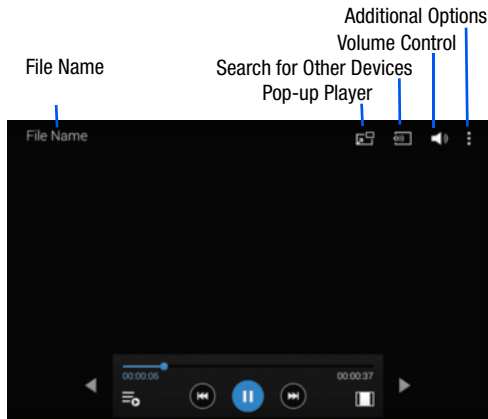 Additional Options
Volume Control
File Name
Search for Other Devices
Pop-up Player
File Name
00:00:06
00:00:37